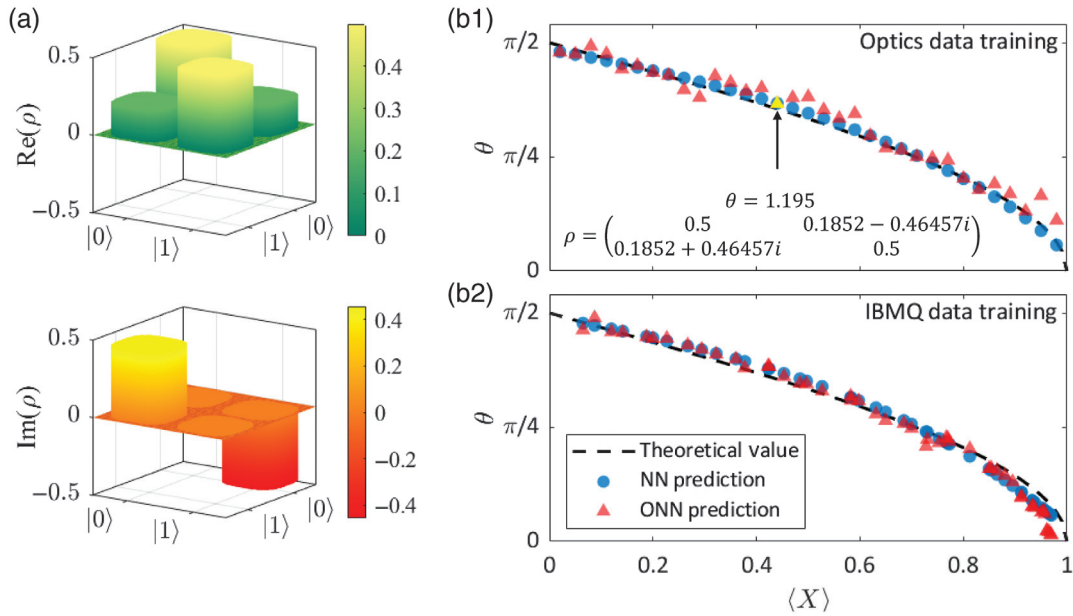 (a)
0.5
0
−0.5
Re(ρ)
|0⟩
|1⟩
|1⟩
|0⟩
0.4
0.3
0.2
0.1
0
0.5
0
−0.5
Im(ρ)
|0⟩
|1⟩
|1⟩
|0⟩
0.4
0.2
0
−0.2
−0.4
(b1)
Optics data training
π/2
π/4
0
θ
θ = 1.195
ρ = ( 0.5 0.1852 − 0.46457i
0.1852 + 0.46457i 0.5 )
(b2)
IBMQ data training
π/2
π/4
0
θ
Theoretical value
NN prediction
ONN prediction
0 0.2 0.4 0.6 0.8 1
⟨X⟩